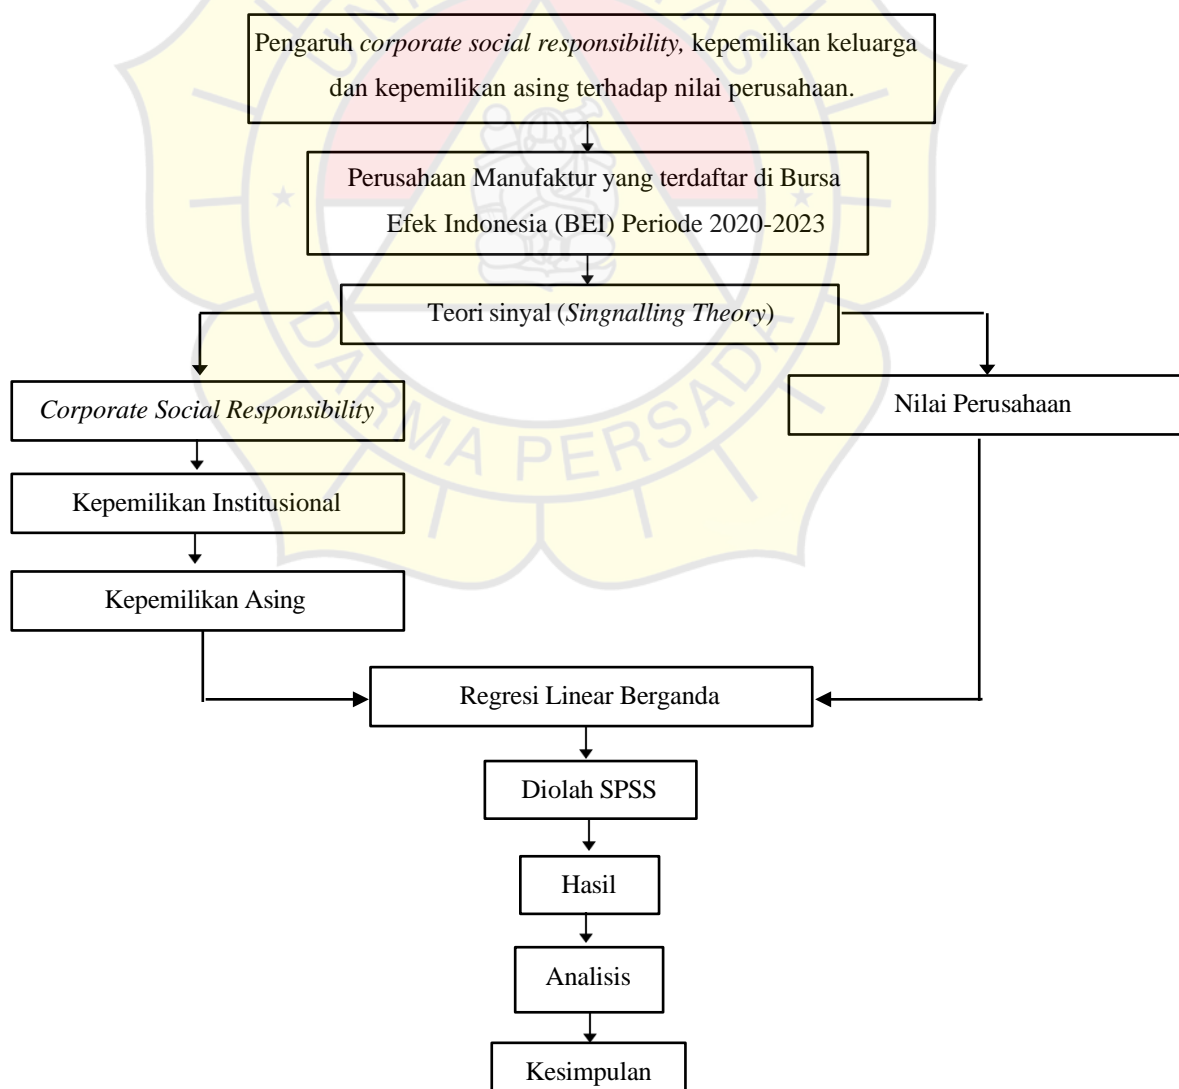 Pengaruh corporate social responsibility, kepemilikan keluarga
dan kepemilikan asing terhadap nilai perusahaan.
Perusahaan Manufaktur yang terdaftar di Bursa
Efek Indonesia (BEI) Periode 2020-2023
Teori sinyal (Singnalling Theory)
Corporate Social Responsibility
Nilai Perusahaan
Kepemilikan Institusional
Kepemilikan Asing
Regresi Linear Berganda
Diolah SPSS
Hasil
Analisis
Kesimpulan
DARMA PERSADA